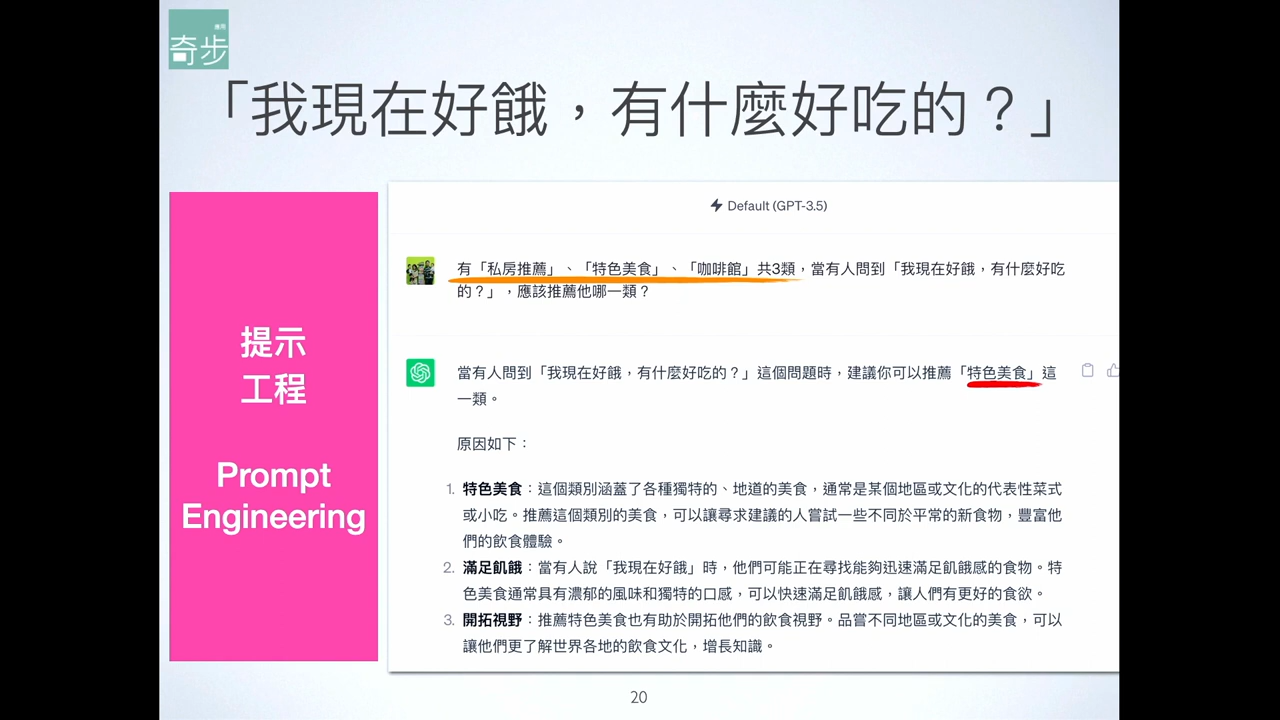 應用
奇步
「我現在好餓，有什麼好吃的？」
提示
工程
Prompt
Engineering
Default (GPT-3.5)
有「私房推薦」、「特色美食」、「咖啡館」共3類，當有人問到「我現在好餓，有什麼好吃
的？」，應該推薦他哪一類？
當有人問到「我現在好餓，有什麼好吃的？」這個問題時，建議你可以推薦「特色美食」這
一類。
原因如下：
1. 特色美食：這個類別涵蓋了各種獨特的、地道的美食，通常是某個地區或文化的代表性菜式
或小吃。推薦這個類別的美食，可以讓尋求建議的人嘗試一些不同於平常的新食物，豐富他
們的飲食體驗。
2. 滿足飢餓：當有人說「我現在好餓」時，他們可能正在尋找能夠迅速滿足飢餓感的食物。特
色美食通常具有濃郁的風味和獨特的口感，可以快速滿足飢餓感，讓人們有更好的食欲。
3. 開拓視野：推薦特色美食也有助於開拓他們的飲食視野。品嘗不同地區或文化的美食，可以
讓他們更了解世界各地的飲食文化，增長知識。
20